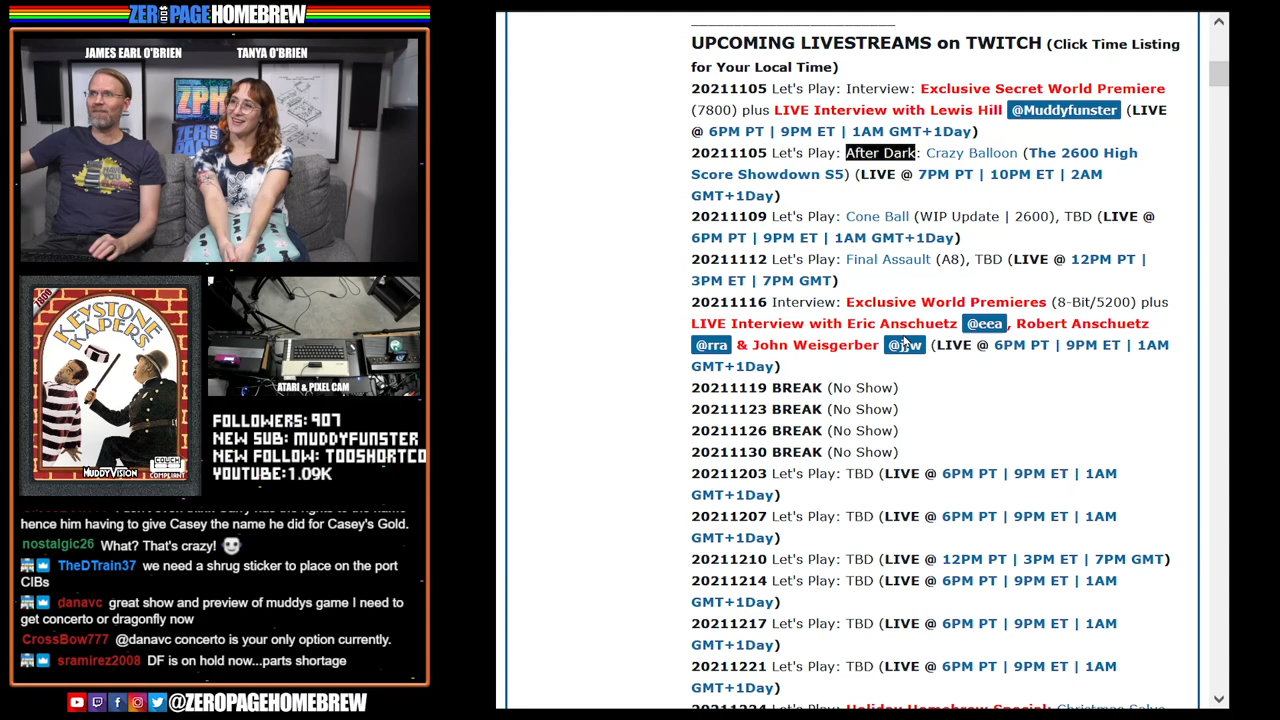 ZERO PAGE HOMEBREW
JAMES EARL O'BRIEN
TANYA O'BRIEN
ZPH
7800
KEYSTONE
KAPERS
MUDDYVISION
COUCH
COMPLIANT
ATARI & PIXEL CAM
FOLLOWERS: 907
NEW SUB: MUDDYFUNSTER
NEW FOLLOW: TOOSHORTCO
YOUTUBE:1.09K
hence him having to give Casey the name he did for Casey's Gold.
nostalgic26 What? That's crazy!
TheDTrain37 we need a shrug sticker to place on the port
CIBs
danavc great show and preview of muddys game I need to
get concerto or dragonfly now
CrossBow777 @danavc concerto is your only option currently.
sramirez2008 DF is on hold now...parts shortage
@ZEROPAGEHOMEBREW
UPCOMING LIVESTREAMS on TWITCH (Click Time Listing
for Your Local Time)
20211105 Let's Play: Interview: Exclusive Secret World Premiere
(7800) plus LIVE Interview with Lewis Hill @Muddyfunster (LIVE
@ 6PM PT | 9PM ET | 1AM GMT+1Day)
20211105 Let's Play: After Dark: Crazy Balloon (The 2600 High
Score Showdown S5) (LIVE @ 7PM PT | 10PM ET | 2AM
GMT+1Day)
20211109 Let's Play: Cone Ball (WIP Update | 2600), TBD (LIVE @
6PM PT | 9PM ET | 1AM GMT+1Day)
20211112 Let's Play: Final Assault (A8), TBD (LIVE @ 12PM PT |
3PM ET | 7PM GMT)
20211116 Interview: Exclusive World Premieres (8-Bit/5200) plus
LIVE Interview with Eric Anschuetz @eea, Robert Anschuetz
@rra & John Weisgerber (LIVE @ 6PM PT | 9PM ET | 1AM
GMT+1Day)
20211119 BREAK (No Show)
20211123 BREAK (No Show)
20211126 BREAK (No Show)
20211130 BREAK (No Show)
20211203 Let's Play: TBD (LIVE @ 6PM PT | 9PM ET | 1AM
GMT+1Day)
20211207 Let's Play: TBD (LIVE @ 6PM PT | 9PM ET | 1AM
GMT+1Day)
20211210 Let's Play: TBD (LIVE @ 12PM PT | 3PM ET | 7PM GMT)
20211214 Let's Play: TBD (LIVE @ 6PM PT | 9PM ET | 1AM
GMT+1Day)
20211217 Let's Play: TBD (LIVE @ 6PM PT | 9PM ET | 1AM
GMT+1Day)
20211221 Let's Play: TBD (LIVE @ 6PM PT | 9PM ET | 1AM
GMT+1Day)